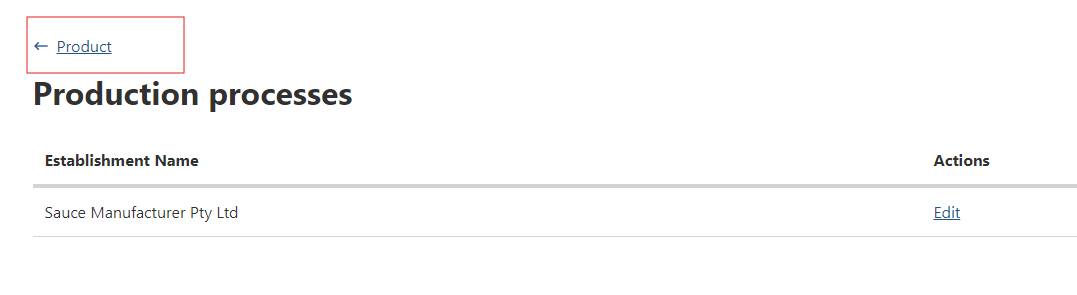 ← Product
Production processes
Establishment Name Actions
Sauce Manufacturer Pty Ltd Edit